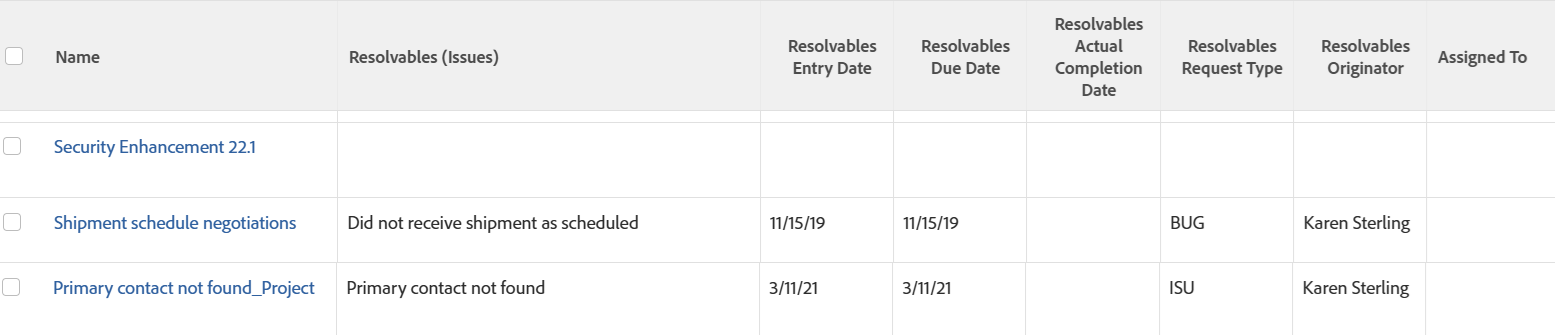 Name Resolvables (Issues) Resolvables Entry Date Resolvables Due Date Resolvables Actual Completion Date Resolvables Request Type Resolvables Originator Assigned To
Security Enhancement 22.1
Shipment schedule negotiations Did not receive shipment as scheduled 11/15/19 11/15/19 BUG Karen Sterling
Primary contact not found_Project Primary contact not found 3/11/21 3/11/21 ISU Karen Sterling